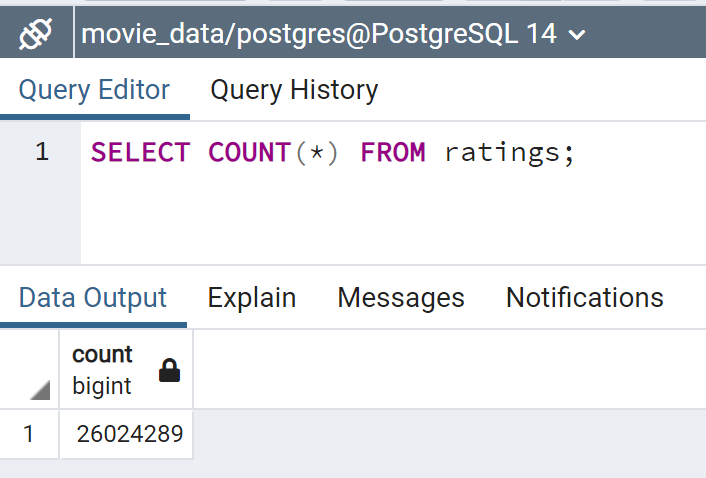 movie_data/postgres@PostgreSQL 14
Query Editor Query History
1 SELECT COUNT(*) FROM ratings;
Data Output Explain Messages Notifications
count
bigint
1 26024289